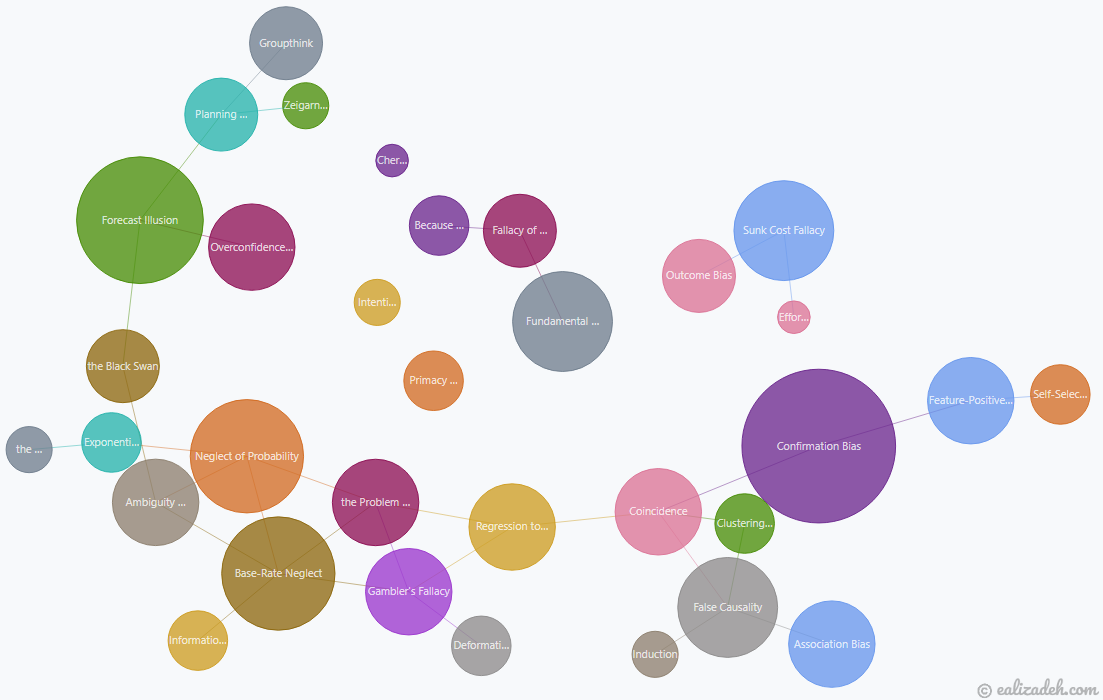 Groupthink
Planning ...
Zeigarn...
Cher...
Forecast Illusion
Overconfidence...
Because ...
Fallacy of ...
Sunk Cost Fallacy
Outcome Bias
Intenti...
Effor...
Fundamental ...
the Black Swan
Primacy ...
Feature-Positive...
Self-Selec...
the ...
Exponenti...
Neglect of Probability
Confirmation Bias
Ambiguity ...
the Problem ...
Regression to...
Coincidence
Clustering...
Base-Rate Neglect
Gambler's Fallacy
False Causality
Informatio...
Deformati...
Induction
Association Bias
© ealizadeh.com